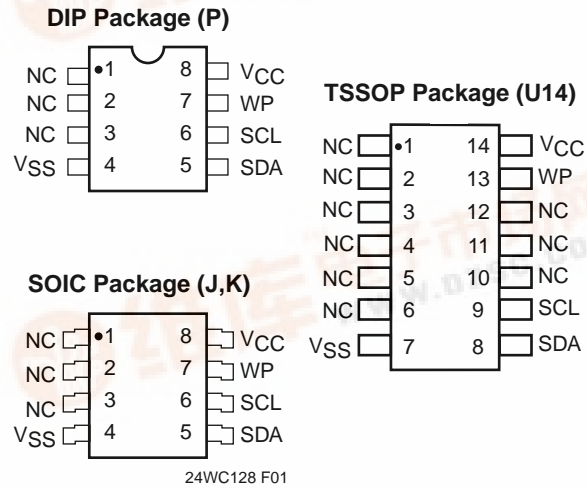 DIP Package (P)
NC 1 8 VCC
NC 2 7 WP
NC 3 6 SCL
VSS 4 5 SDA
SOIC Package (J,K)
NC 1 8 VCC
NC 2 7 WP
NC 3 6 SCL
VSS 4 5 SDA
24WC128 F01
TSSOP Package (U14)
NC 1 14 VCC
NC 2 13 WP
NC 3 12 NC
NC 4 11 NC
NC 5 10 NC
NC 6 9 SCL
VSS 7 8 SDA